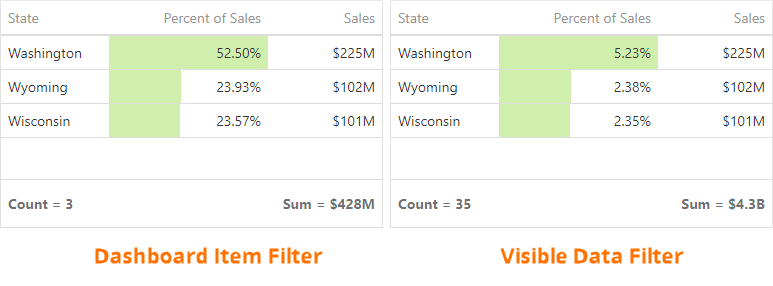 State Percent of Sales Sales
Washington 52.50% $225M
Wyoming 23.93% $102M
Wisconsin 23.57% $101M
Count = 3 Sum = $428M
Dashboard Item Filter
State Percent of Sales Sales
Washington 5.23% $225M
Wyoming 2.38% $102M
Wisconsin 2.35% $101M
Count = 35 Sum = $4.3B
Visible Data Filter